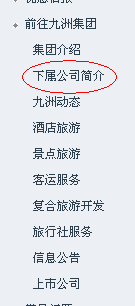 前往九洲集团
集团介绍
下属公司简介
九洲动态
酒店旅游
景点旅游
客运服务
复合旅游开发
旅行社服务
信息公告
上市公司